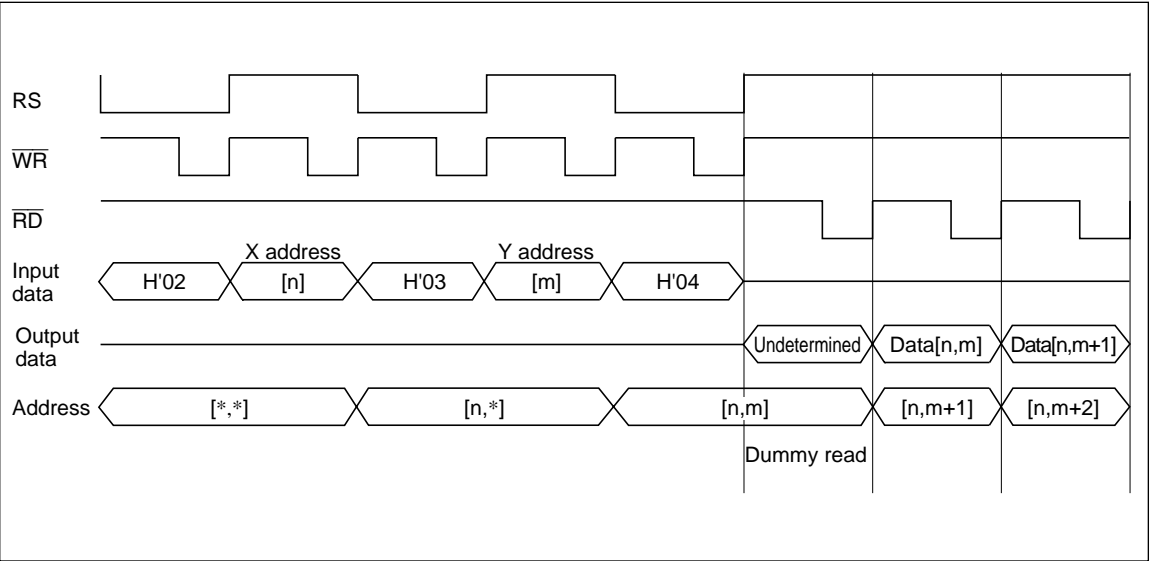 RS
WR
RD
X address Y address
Input data H'02 [n] H'03 [m] H'04
Output data Undetermined Data[n,m] Data[n,m+1]
Address [*,*] [n,*] [n,m] [n,m+1] [n,m+2]
Dummy read